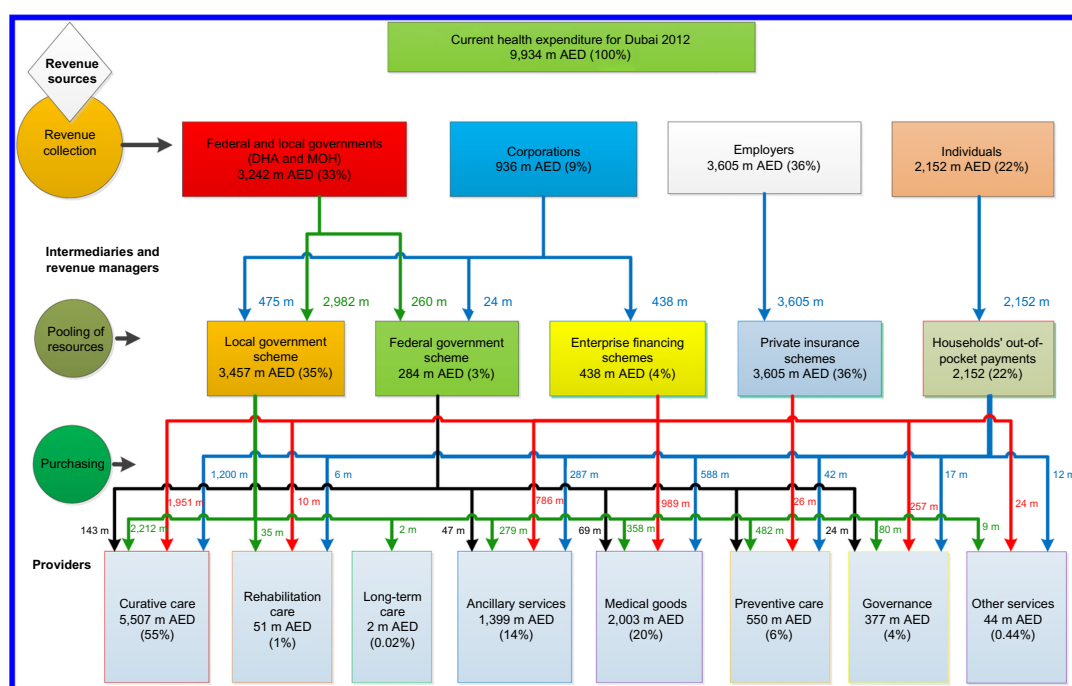 Current health expenditure for Dubai 2012
9,934 m AED (100%)
Revenue
sources
Revenue
collection
Federal and local governments
(DHA and MOH)
3,242 m AED (33%)
Corporations
936 m AED (9%)
Employers
3,605 m AED (36%)
Individuals
2,152 m AED (22%)
Intermediaries and
revenue managers
475 m
2,982 m
260 m
24 m
438 m
3,605 m
2,152 m
Pooling of
resources
Local government
scheme
3,457 m AED (35%)
Federal government
scheme
284 m AED (3%)
Enterprise financing
schemes
438 m AED (4%)
Private insurance
schemes
3,605 m AED (36%)
Households' out-of-
pocket payments
2,152 (22%)
Purchasing
1,200 m
6 m
287 m
588 m
42 m
17 m
12 m
1,951 m
10 m
786 m
989 m
26 m
257 m
24 m
143 m
2,212 m
35 m
2 m
47 m
279 m
69 m
358 m
482 m
24 m
80 m
9 m
Providers
Curative care
5,507 m AED
(55%)
Rehabilitation
care
51 m AED
(1%)
Long-term
care
2 m AED
(0.02%)
Ancillary services
1,399 m AED
(14%)
Medical goods
2,003 m AED
(20%)
Preventive care
550 m AED
(6%)
Governance
377 m AED
(4%)
Other services
44 m AED
(0.44%)